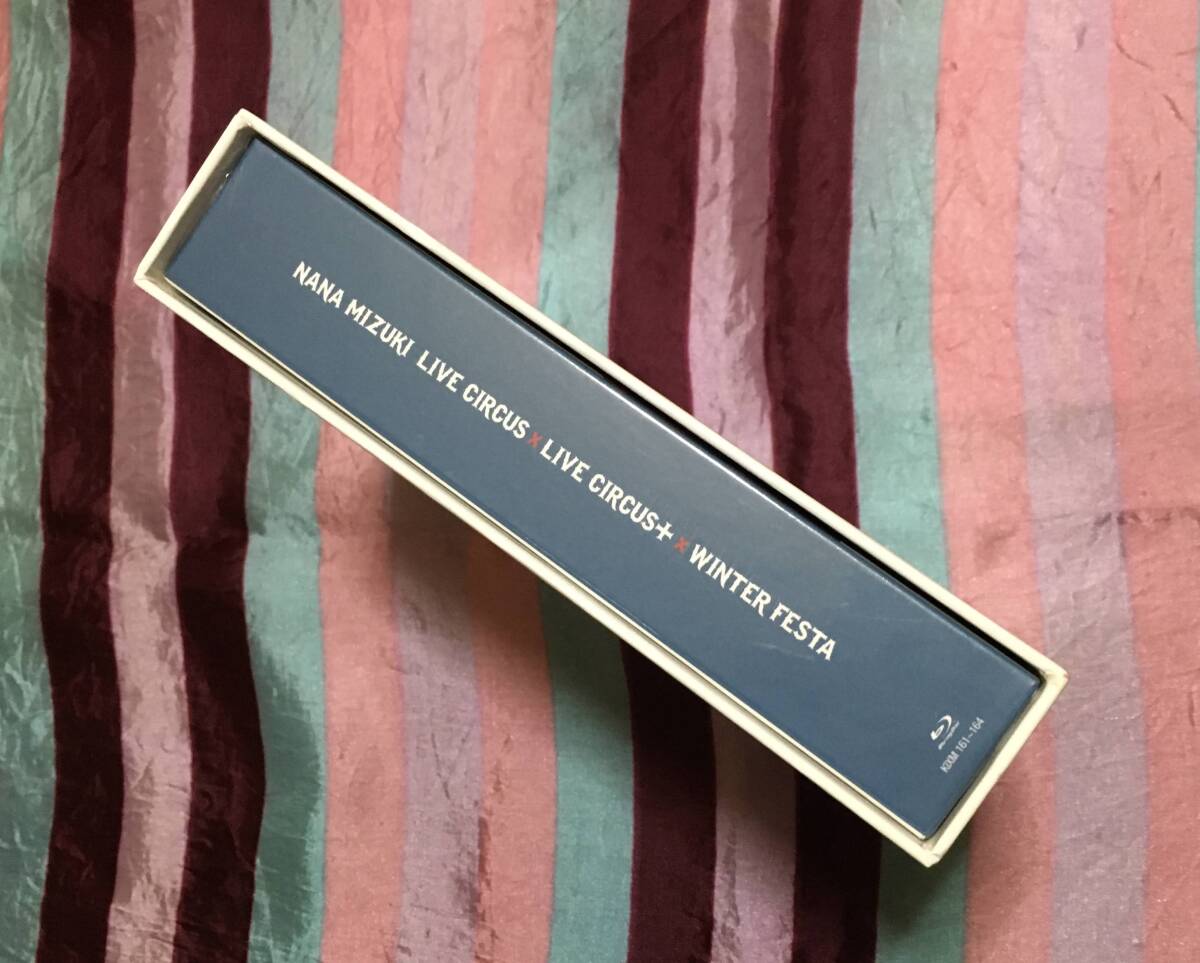 NANA MIZUKI LIVE CIRCUS x LIVE CIRCUS+ x WINTER FESTA
KIXM 161~164